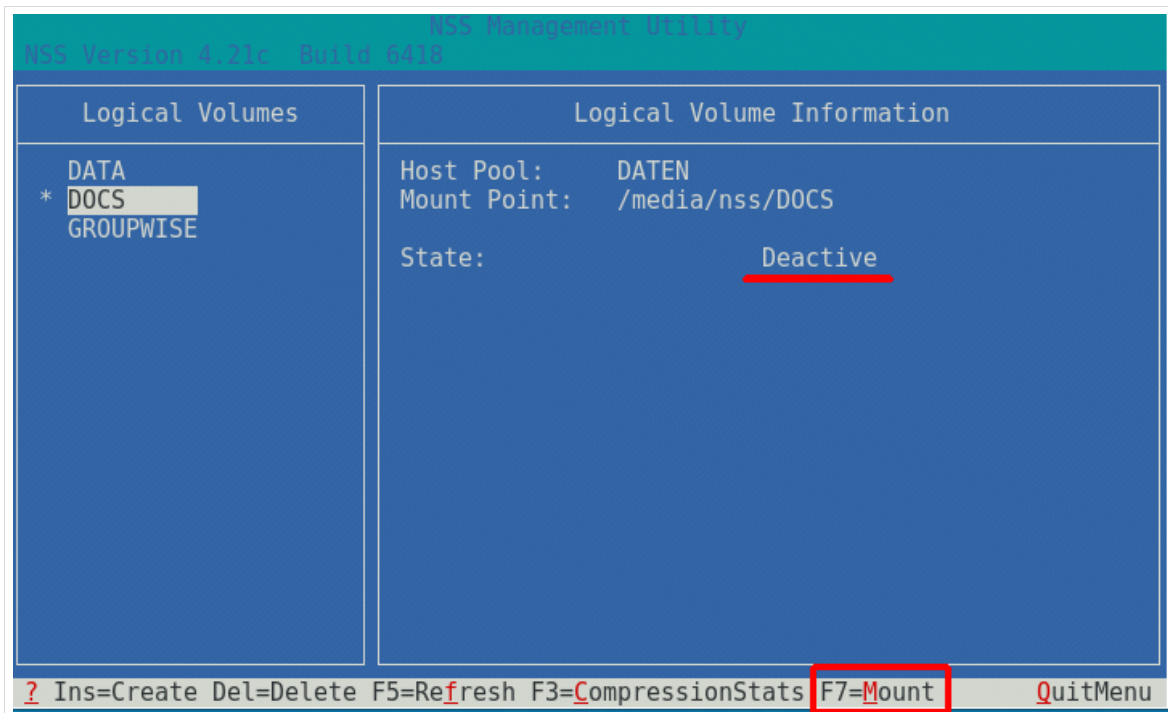 NSS Management Utility
NSS Version 4.21c Build 6418
Logical Volumes
DATA
* DOCS
GROUPWISE
Logical Volume Information
Host Pool: DATEN
Mount Point: /media/nss/DOCS
State: Deactive
? Ins=Create Del=Delete F5=Refresh F3=CompressionStats F7=Mount QuitMenu